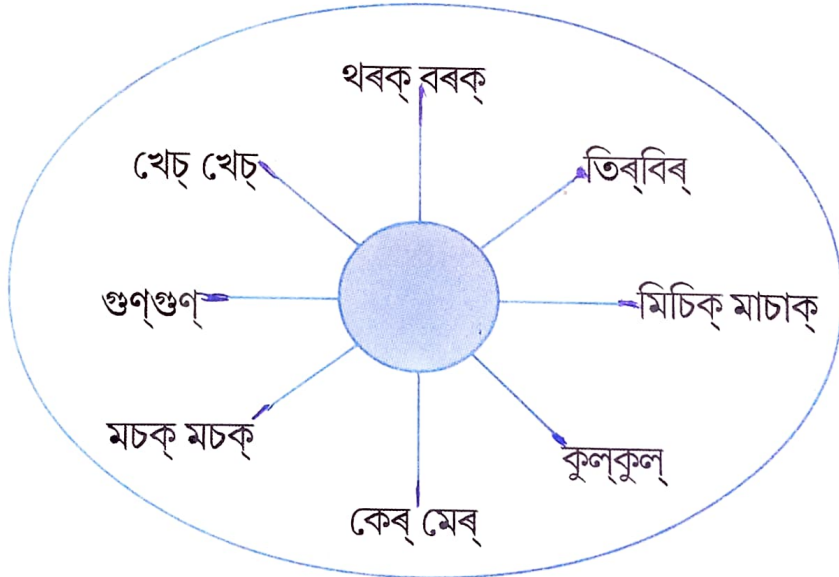 থৰক্ বৰক্
খেচ্ খেচ্
তিৰ্‌বিৰ্
গুণ্‌গুণ্
মিচিক্ মাচাক্
মচক্ মচক্
কুল্‌কুল্
কেৰ্ মেৰ্